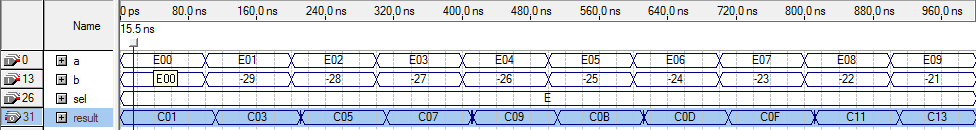 Name
0 ps 80.0 ns 160.0 ns 240.0 ns 320.0 ns 400.0 ns 480.0 ns 560.0 ns 640.0 ns 720.0 ns 800.0 ns 880.0 ns 960.0 ns
15.5 ns
0 a E00 E01 E02 E03 E04 E05 E06 E07 E08 E09
13 b E00 -29 -28 -27 -26 -25 -24 -23 -22 -21
26 sel E
31 result C01 C03 C05 C07 C09 C0B C0D C0F C11 C13